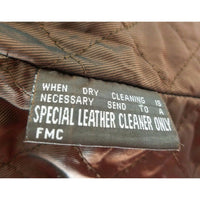 WHEN DRY CLEANING IS
NECESSARY SEND TO A
SPECIAL LEATHER CLEANER ONLY
FMC